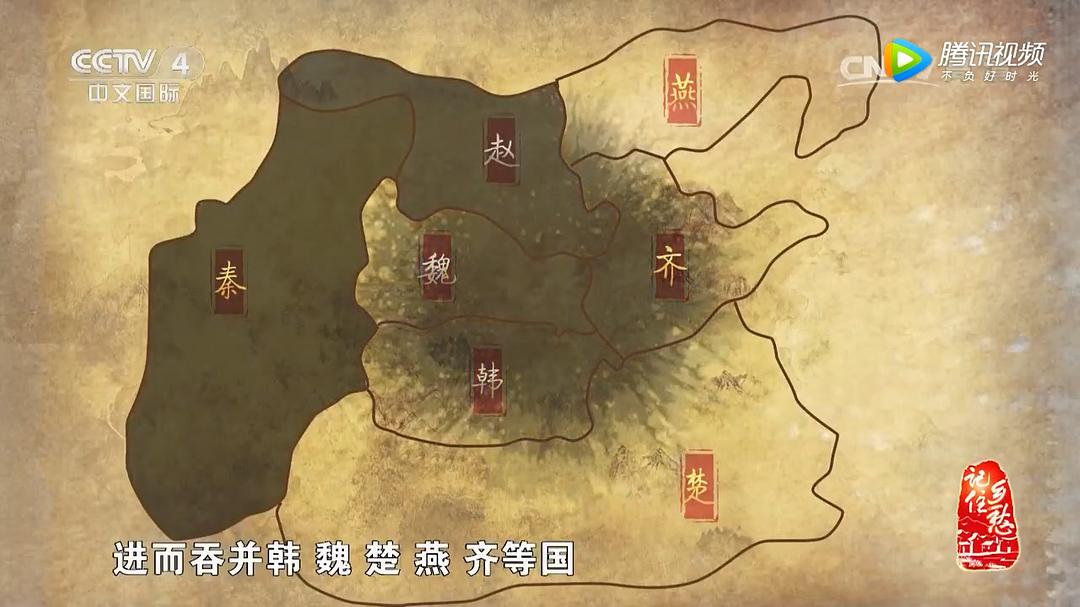 CCTV 4
中文国际
CN
腾讯视频
不负好时光
燕
赵
秦
魏
齐
韩
楚
记住乡愁
进而吞并韩 魏 楚 燕 齐等国